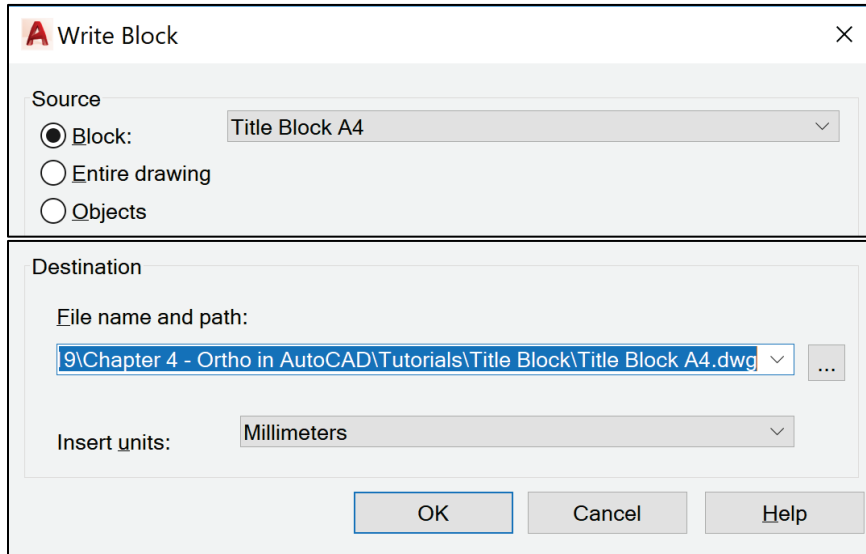 Write Block
Source
Block:
Title Block A4
Entire drawing
Objects
Destination
File name and path:
9\Chapter 4 - Ortho in AutoCAD\Tutorials\Title Block\Title Block A4.dwg
...
Insert units:
Millimeters
OK
Cancel
Help